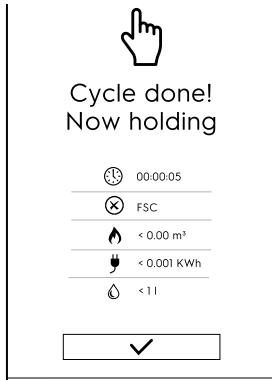 Cycle done!
Now holding
00:00:05
FSC
< 0.00 m³
< 0.001 KWh
< 1 l